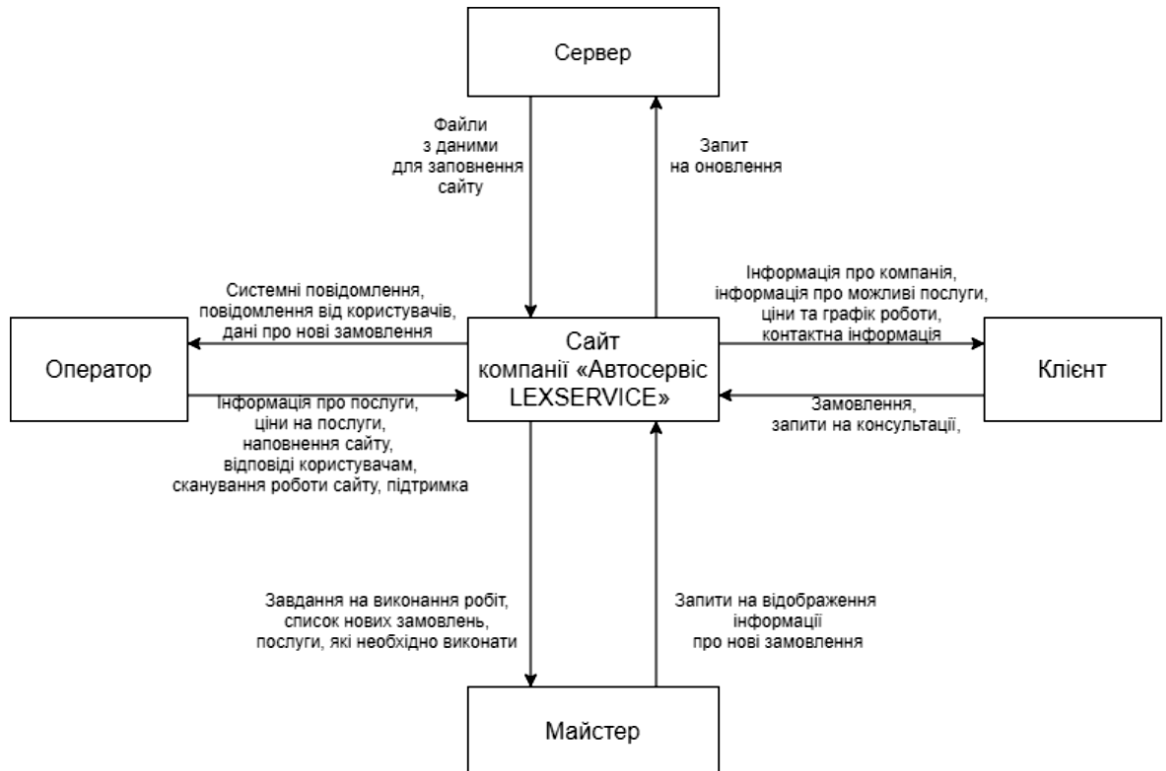 Сервер
Файли
з даними
для заповнення
сайту
Запит
на оновлення
Системні повідомлення,
повідомлення від користувачів,
дані про нові замовлення
Інформація про компанія,
інформація про можливі послуги,
ціни та графік роботи,
контактна інформація
Оператор
Сайт
компанії «Автосервіс
LEXSERVICE»
Клієнт
Інформація про послуги,
ціни на послуги,
наповнення сайту,
відповіді користувачам,
сканування роботи сайту, підтримка
Замовлення,
запити на консультації,
Завдання на виконання робіт,
список нових замовлень,
послуги, які необхідно виконати
Запити на відображення
інформації
про нові замовлення
Майстер